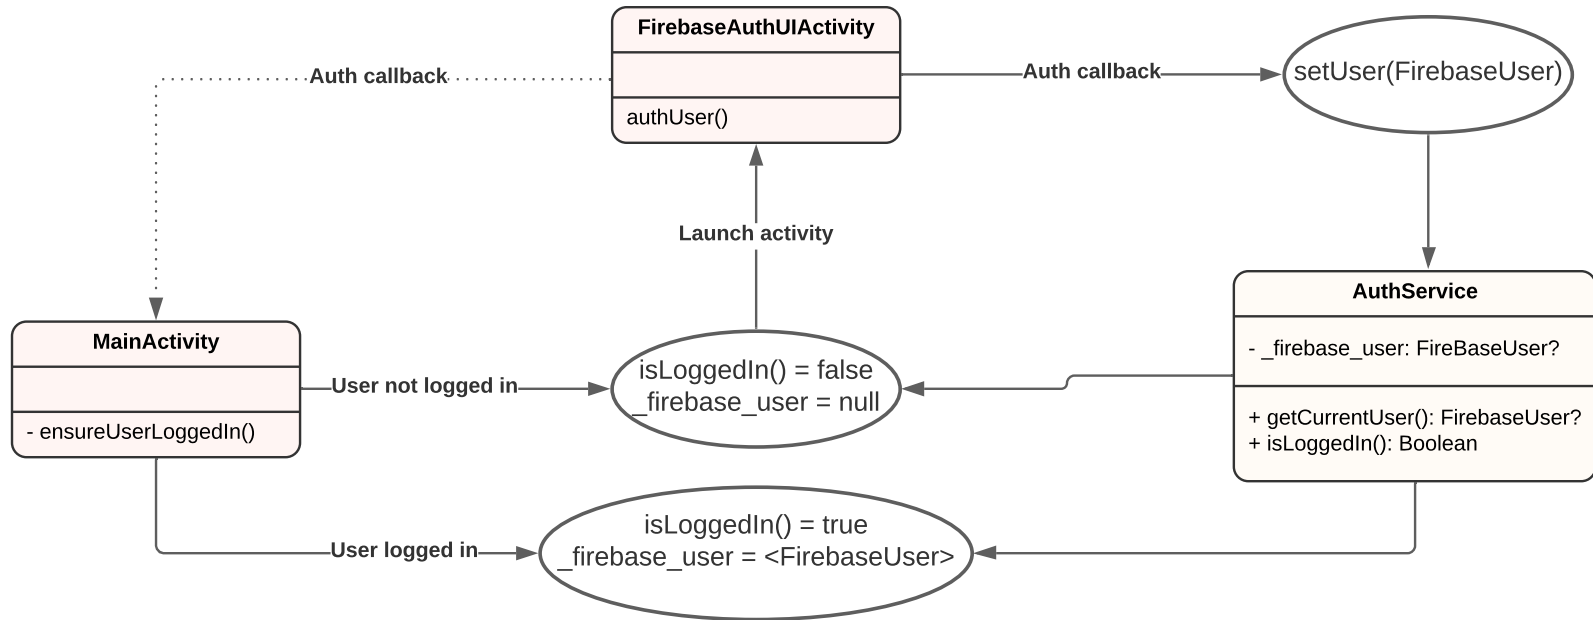 FirebaseAuthUIActivity
authUser()
Auth callback
Auth callback
setUser(FirebaseUser)
Launch activity
MainActivity
- ensureUserLoggedIn()
User not logged in
isLoggedIn() = false
_firebase_user = null
AuthService
- _firebase_user: FireBaseUser?
+ getCurrentUser(): FirebaseUser?
+ isLoggedIn(): Boolean
User logged in
isLoggedIn() = true
_firebase_user = <FirebaseUser>